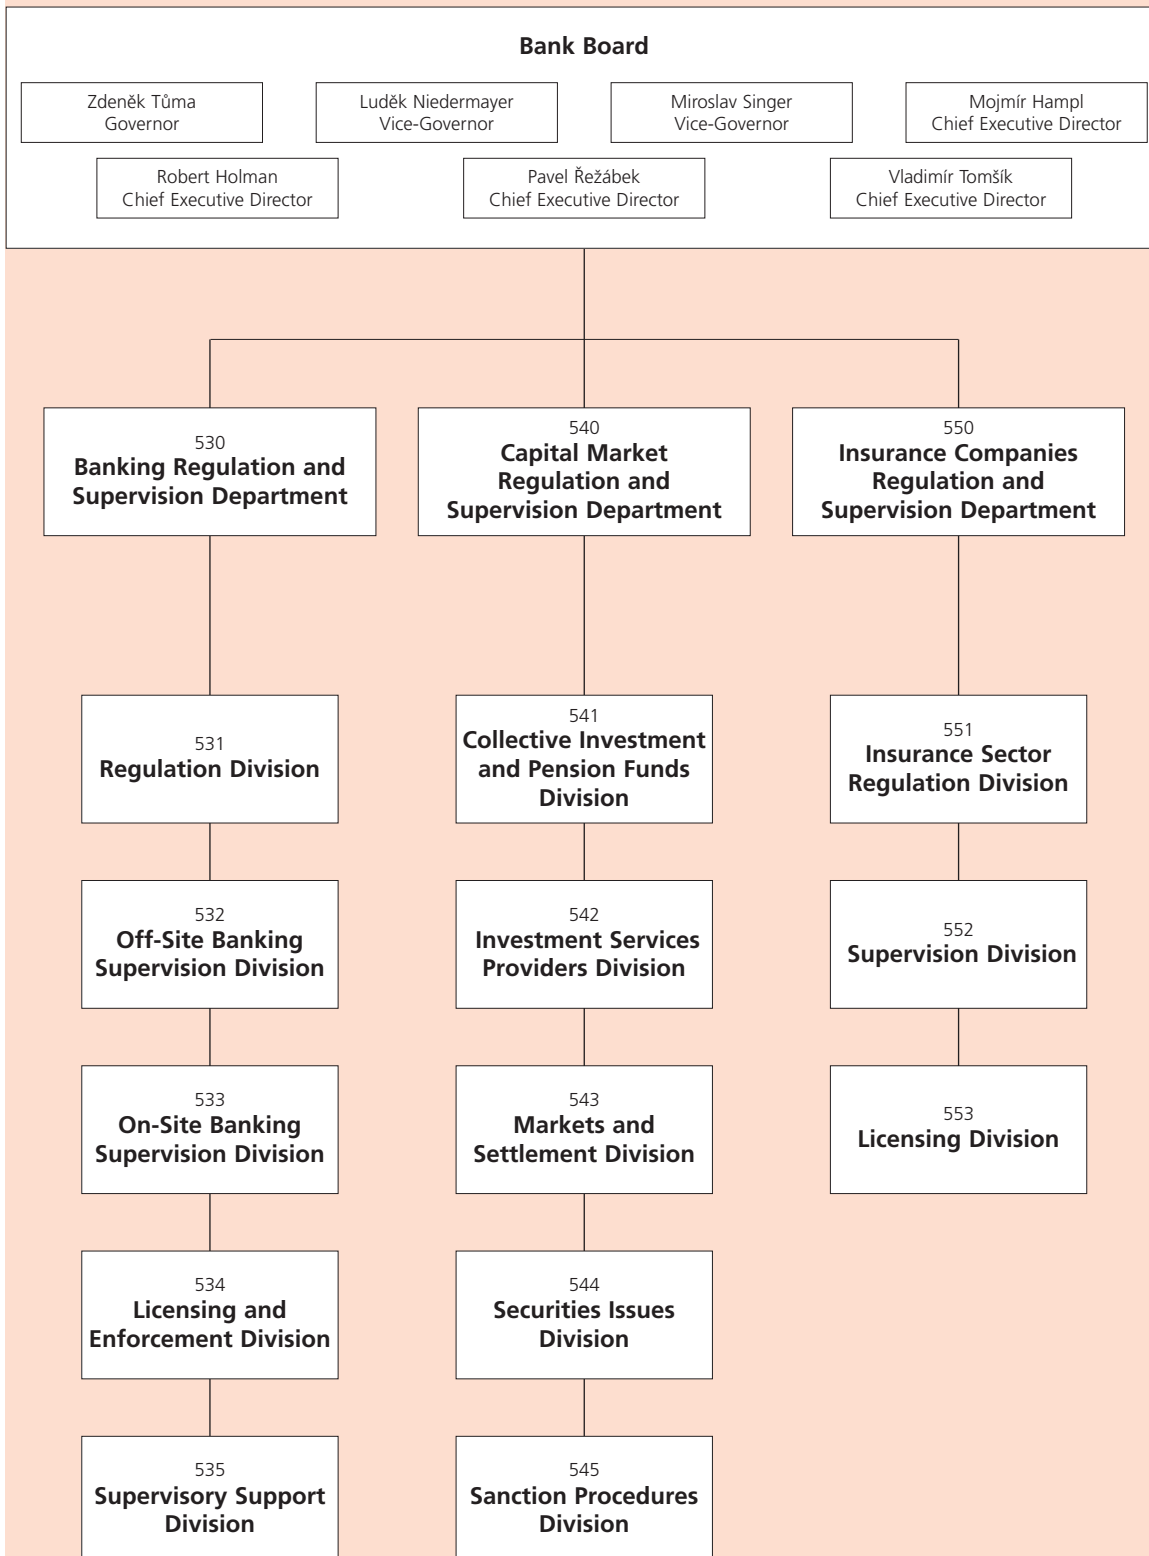 Bank Board
Zdeněk Tůma
Governor
Luděk Niedermayer
Vice-Governor
Miroslav Singer
Vice-Governor
Mojmír Hampl
Chief Executive Director
Robert Holman
Chief Executive Director
Pavel Řežábek
Chief Executive Director
Vladimír Tomšík
Chief Executive Director
530
Banking Regulation and
Supervision Department
540
Capital Market
Regulation and
Supervision Department
550
Insurance Companies
Regulation and
Supervision Department
531
Regulation Division
541
Collective Investment
and Pension Funds
Division
551
Insurance Sector
Regulation Division
532
Off-Site Banking
Supervision Division
542
Investment Services
Providers Division
552
Supervision Division
533
On-Site Banking
Supervision Division
543
Markets and
Settlement Division
553
Licensing Division
534
Licensing and
Enforcement Division
544
Securities Issues
Division
535
Supervisory Support
Division
545
Sanction Procedures
Division